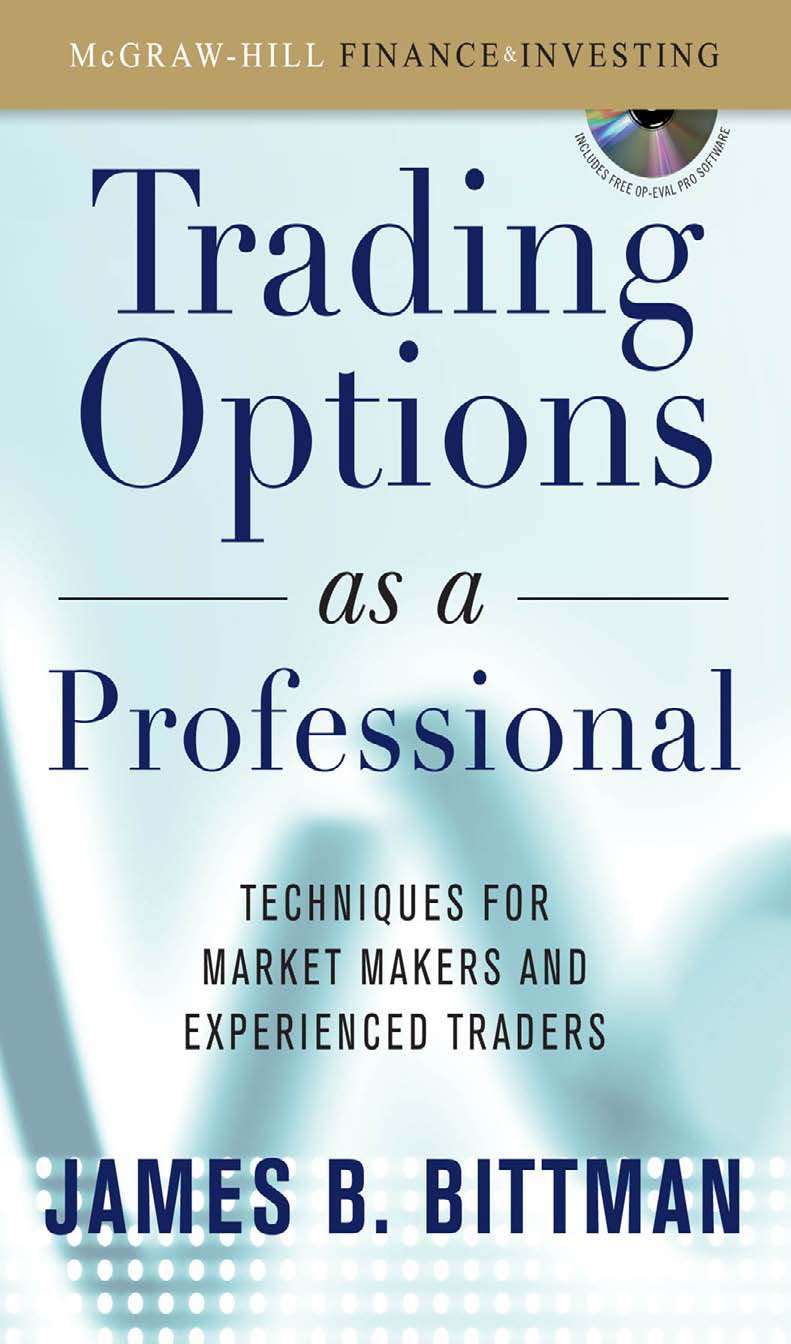 McGRAW-HILL FINANCE & INVESTING
INCLUDES FREE OP-EVAL PRO SOFTWARE
Trading
Options
as a
Professional
TECHNIQUES FOR
MARKET MAKERS AND
EXPERIENCED TRADERS
JAMES B. BITTMAN